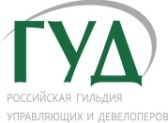 ГУД
РОССИЙСКАЯ ГИЛЬДИЯ
УПРАВЛЯЮЩИХ И ДЕВЕЛОПЕРОВ